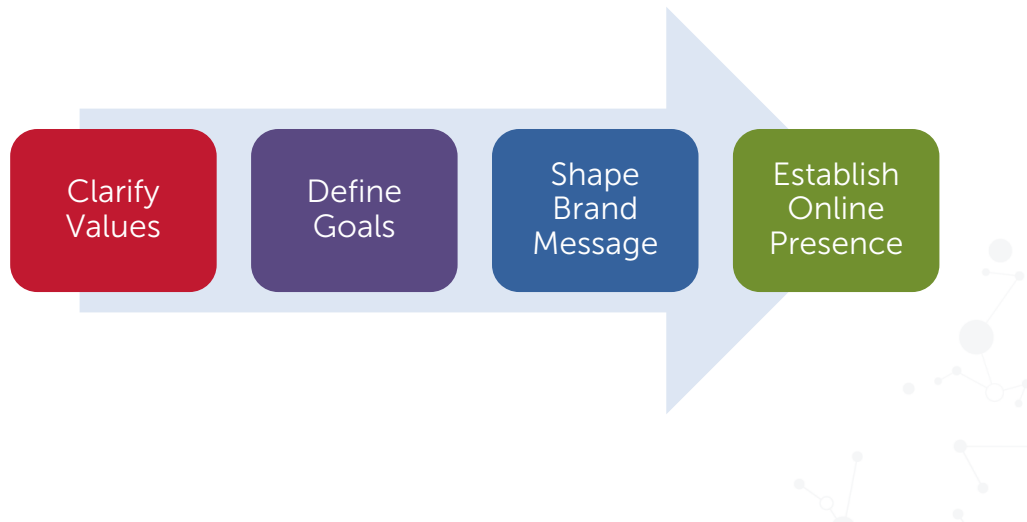 Clarify
Values
Define
Goals
Shape
Brand
Message
Establish
Online
Presence